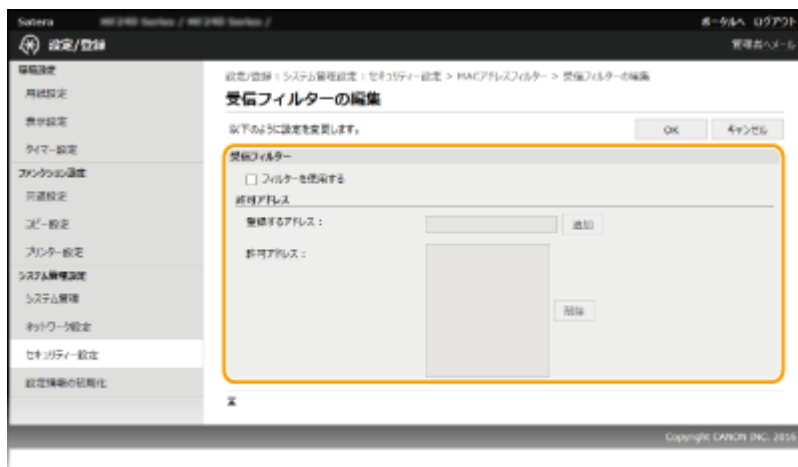 Satera MF240 Series / MF240 Series /
ポータルへ ログアウト
設定/登録
管理者へメール
環境設定
用紙設定
表示設定
タイマー設定
ファンクション設定
共通設定
コピー設定
プリンター設定
システム管理設定
システム管理
ネットワーク設定
セキュリティー設定
設定情報の初期化
設定/登録 : システム管理設定 : セキュリティー設定 > MACアドレスフィルター > 受信フィルターの編集
受信フィルターの編集
以下のように設定を変更します。
OK キャンセル
受信フィルター
フィルターを使用する
許可アドレス
登録するアドレス :
追加
許可アドレス :
削除
Copyright CANON INC. 2016